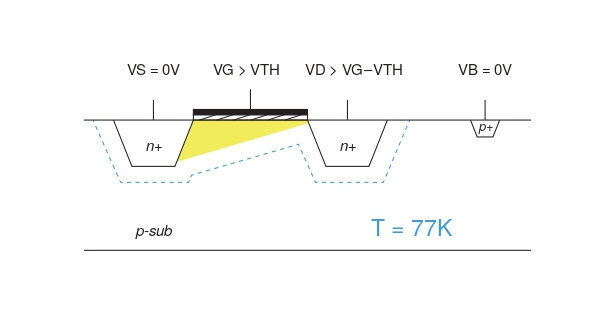 VS = 0V VG > VTH VD > VG–VTH VB = 0V
n+ n+ p+
p-sub T = 77K